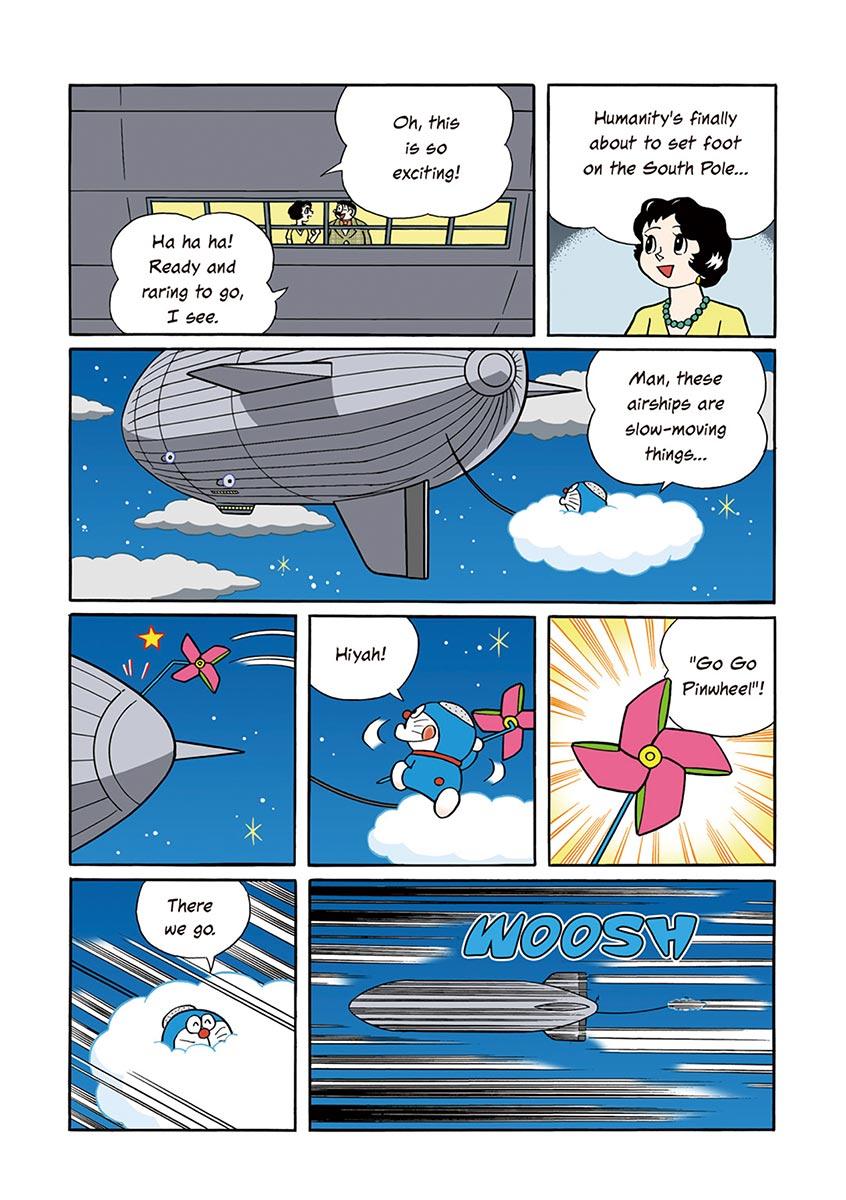 Humanity's finally
about to set foot
on the South Pole...
Oh, this
is so
exciting!
Ha ha ha!
Ready and
raring to go,
I see.
Man, these
airships are
slow-moving
things...
"Go Go
Pinwheel"!
Hiyah!
WOOSH
There
we go.